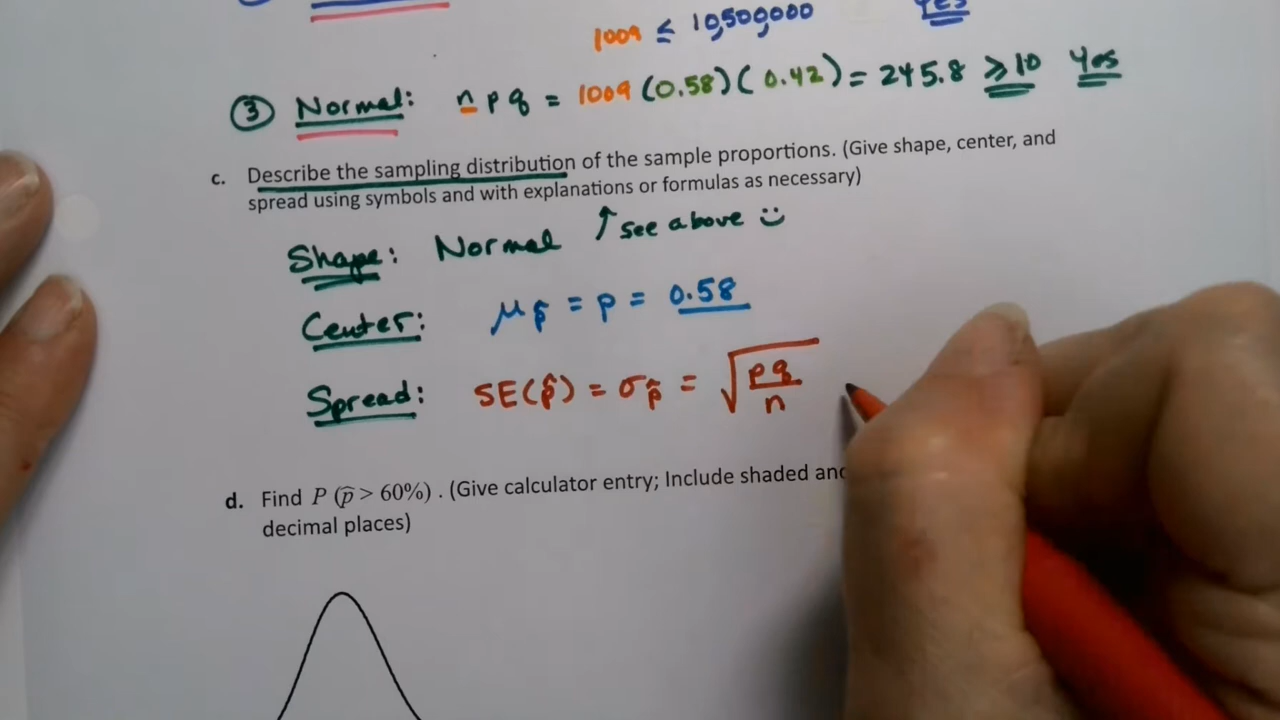 1009 ≤ 10,500,000 Yes
③ Normal: npq = 1009 (0.58)(0.42) = 245.8 ≥10 Yes
c. Describe the sampling distribution of the sample proportions. (Give shape, center, and
spread using symbols and with explanations or formulas as necessary)
Shape: Normal ↑ see above
Center: μp̂ = p = 0.58
Spread: SE(p̂) = σp̂ = √(pq/n)
d. Find P (p̂ > 60%) . (Give calculator entry; Include shaded and
decimal places)